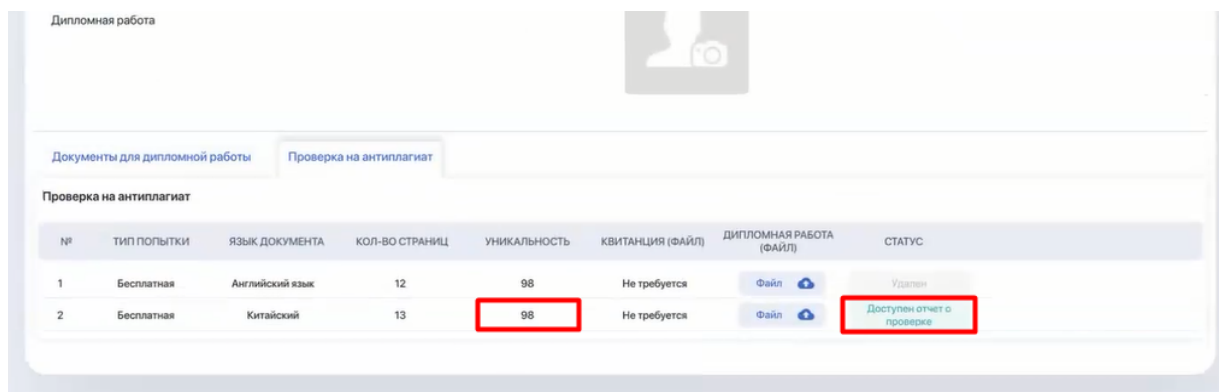 Дипломная работа
Документы для дипломной работы Проверка на антиплагиат
Проверка на антиплагиат
№ ТИП ПОПЫТКИ ЯЗЫК ДОКУМЕНТА КОЛ-ВО СТРАНИЦ УНИКАЛЬНОСТЬ КВИТАНЦИЯ (ФАЙЛ) ДИПЛОМНАЯ РАБОТА (ФАЙЛ) СТАТУС
1 Бесплатная Английский язык 12 98 Не требуется Файл Удален
2 Бесплатная Китайский 13 98 Не требуется Файл Доступен отчет о проверке